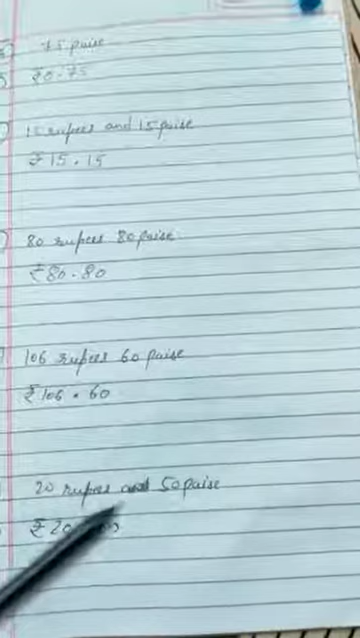 75 paise
₹0.75
15 rupees and 15 paise
₹15.15
80 rupees 80 paise
₹80.80
106 rupees 60 paise
₹106.60
20 rupees and 50 paise
₹20